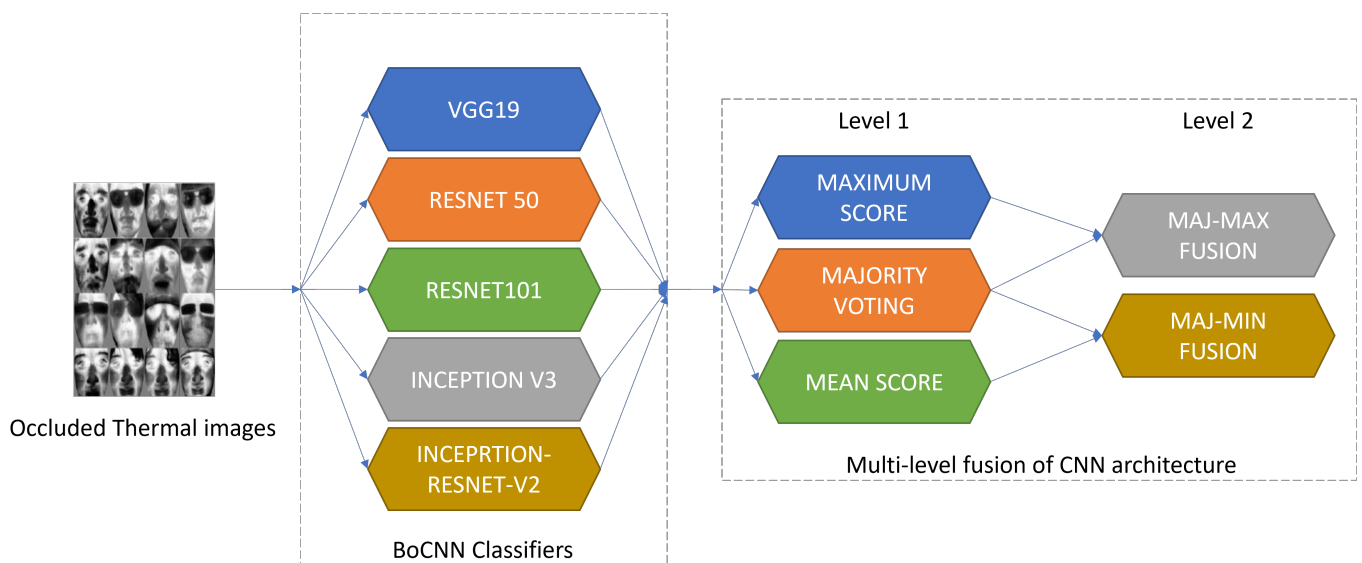 Occluded Thermal images
VGG19
RESNET 50
RESNET101
INCEPTION V3
INCEPRTION-
RESNET-V2
BoCNN Classifiers
Level 1
Level 2
MAXIMUM
SCORE
MAJORITY
VOTING
MEAN SCORE
MAJ-MAX
FUSION
MAJ-MIN
FUSION
Multi-level fusion of CNN architecture